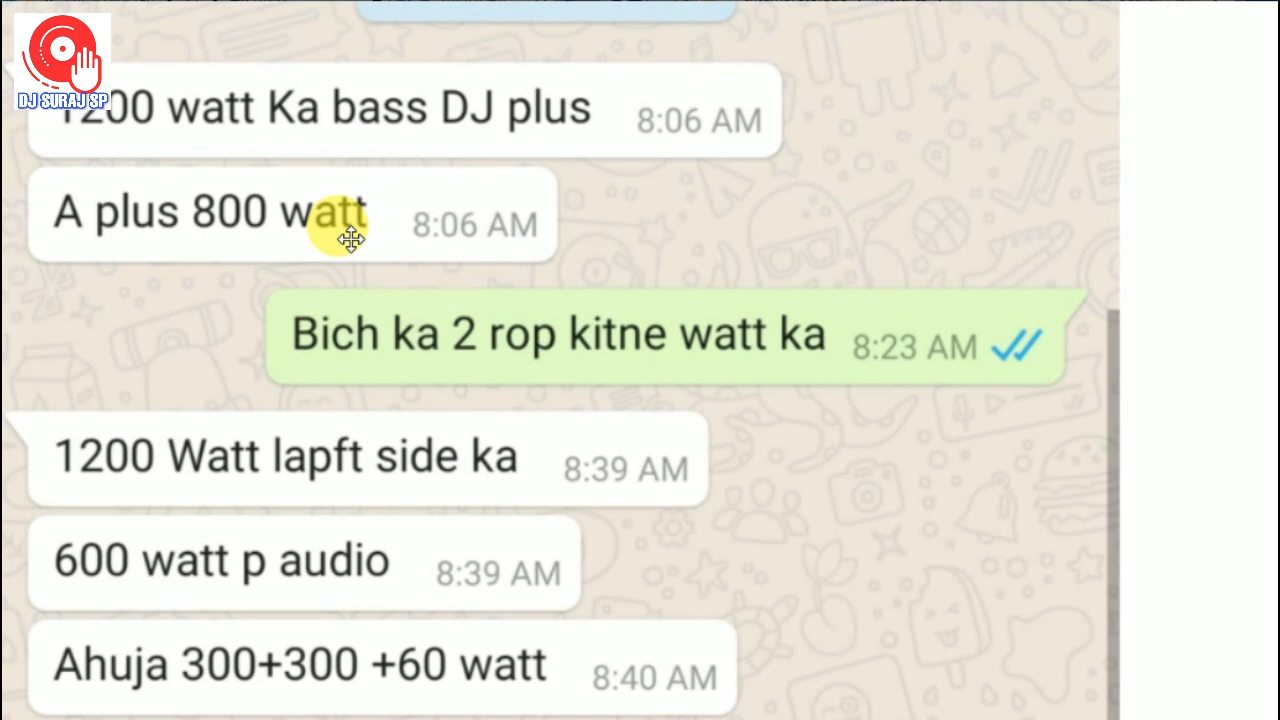 DJ SURAJ SP
1200 watt Ka bass DJ plus
8:06 AM
A plus 800 watt
8:06 AM
Bich ka 2 rop kitne watt ka
8:23 AM
1200 Watt lapft side ka
8:39 AM
600 watt p audio
8:39 AM
Ahuja 300+300 +60 watt
8:40 AM